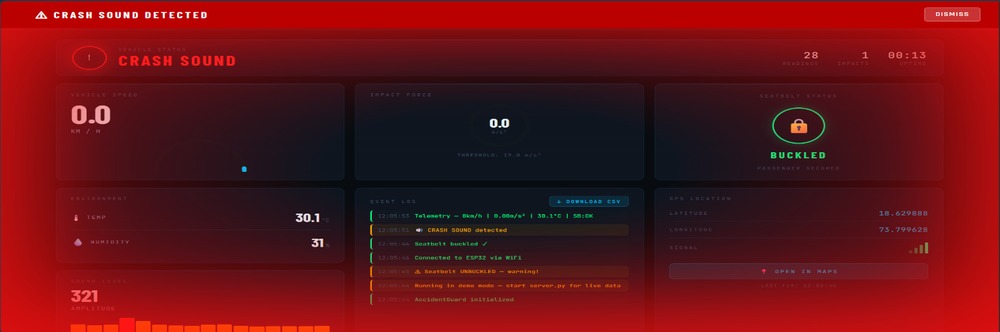 ⚠ CRASH SOUND DETECTED
DISMISS
VEHICLE STATUS
!
CRASH SOUND
28
READINGS
1
IMPACTS
00:13
UPTIME
VEHICLE SPEED
0.0
KM / H
IMPACT FORCE
0.0
M/S²
THRESHOLD: 19.0 m/s²
SEATBELT STATUS
BUCKLED
PASSENGER SECURED
ENVIRONMENT
TEMP
30.1 °C
HUMIDITY
31 %
SOUND LEVEL
321
AMPLITUDE
EVENT LOG
↓ DOWNLOAD CSV
12:05:53 Telemetry — 0km/h | 0.00m/s² | 30.1°C | SB:OK
12:05:51 🔊 CRASH SOUND detected
12:05:46 Seatbelt buckled ✓
12:05:46 Connected to ESP32 via WiFi
12:05:45 ⚠ Seatbelt UNBUCKLED — warning!
12:05:44 Running in demo mode — start server.py for live data
12:05:44 AccidentGuard initialized
GPS LOCATION
LATITUDE
18.629888
LONGITUDE
73.799628
SIGNAL
📍 OPEN IN MAPS
LAST FIX: 12:05:46